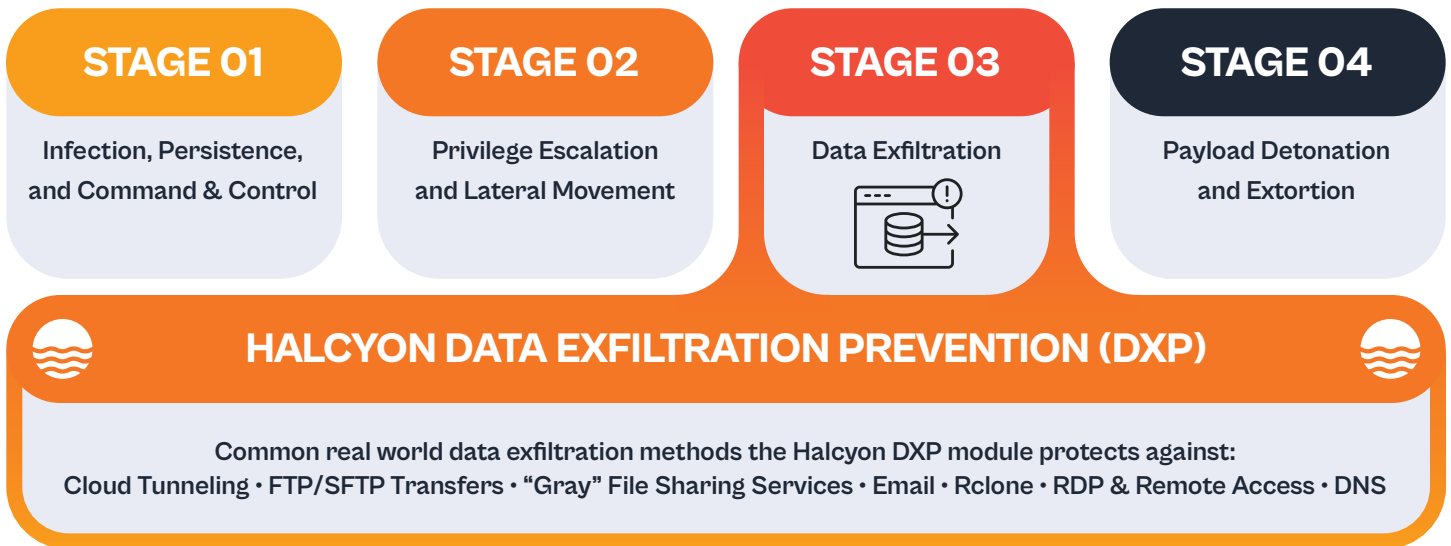 STAGE 01
Infection, Persistence,
and Command & Control
STAGE 02
Privilege Escalation
and Lateral Movement
STAGE 03
Data Exfiltration
STAGE 04
Payload Detonation
and Extortion
HALCYON DATA EXFILTRATION PREVENTION (DXP)
Common real world data exfiltration methods the Halcyon DXP module protects against:
Cloud Tunneling • FTP/SFTP Transfers • “Gray” File Sharing Services • Email • Rclone • RDP & Remote Access • DNS